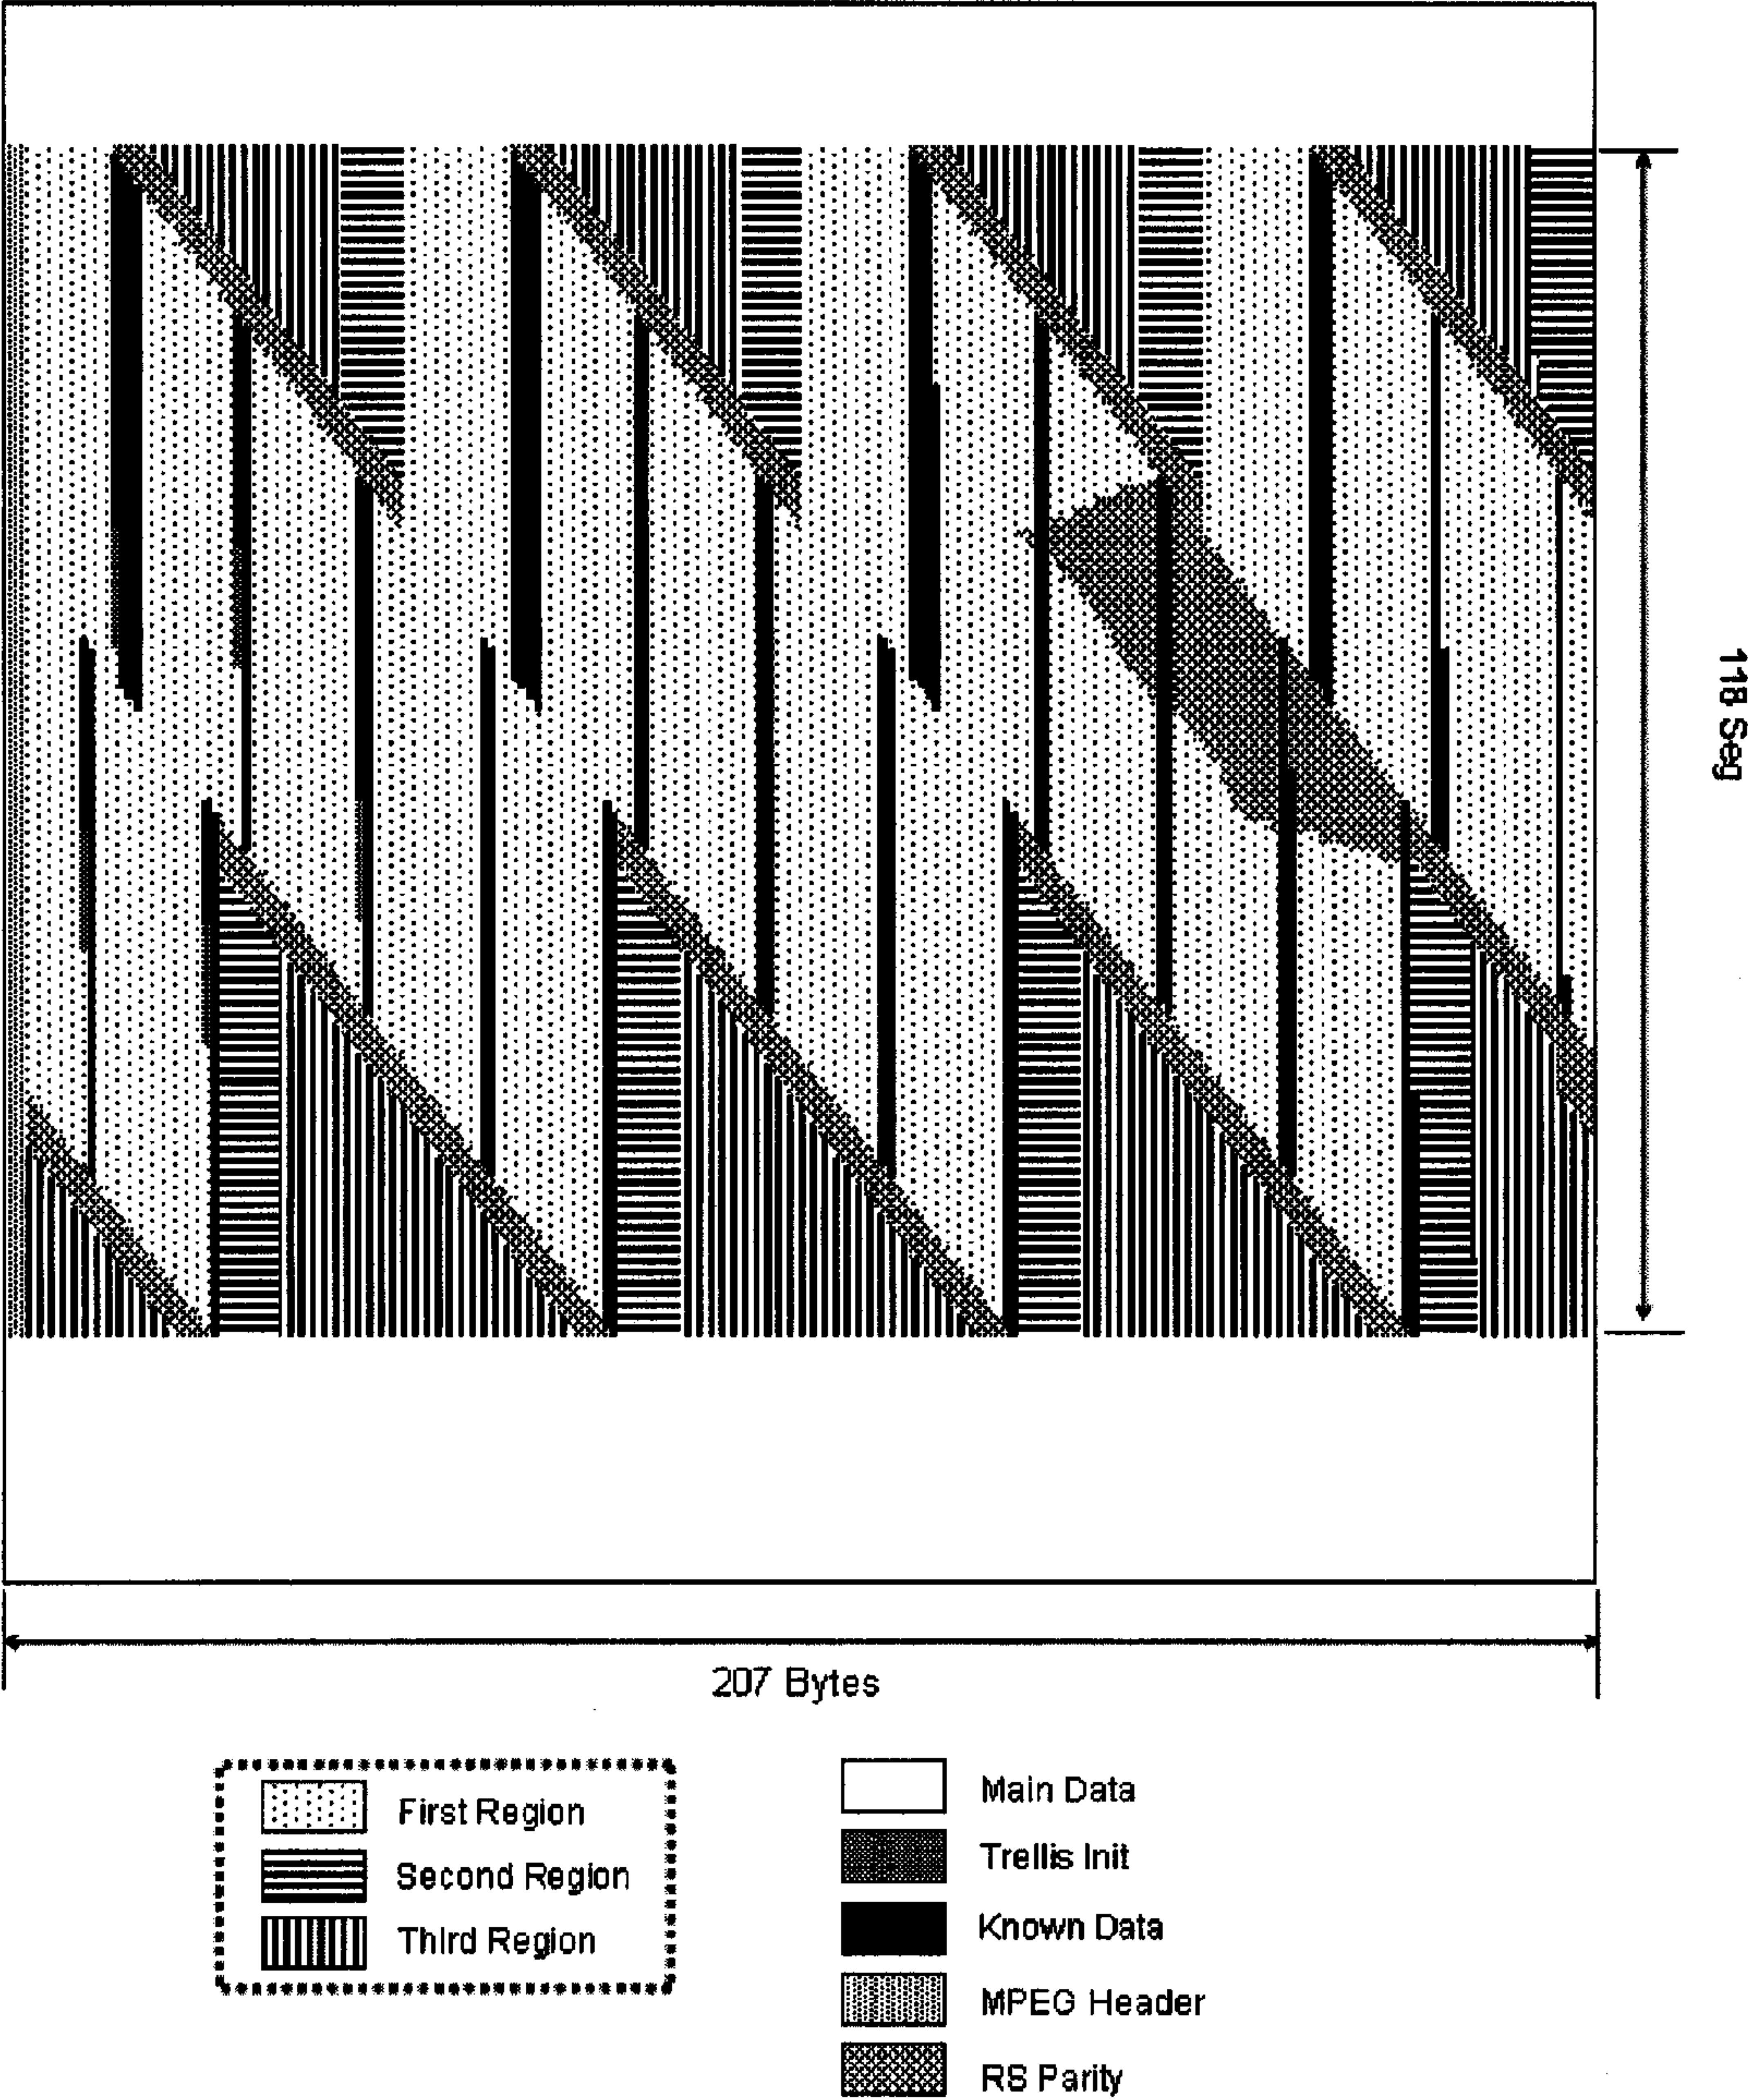 118 Seg
207 Bytes
First Region
Second Region
Third Region
Main Data
Trellis Init
Known Data
MPEG Header
RS Parity